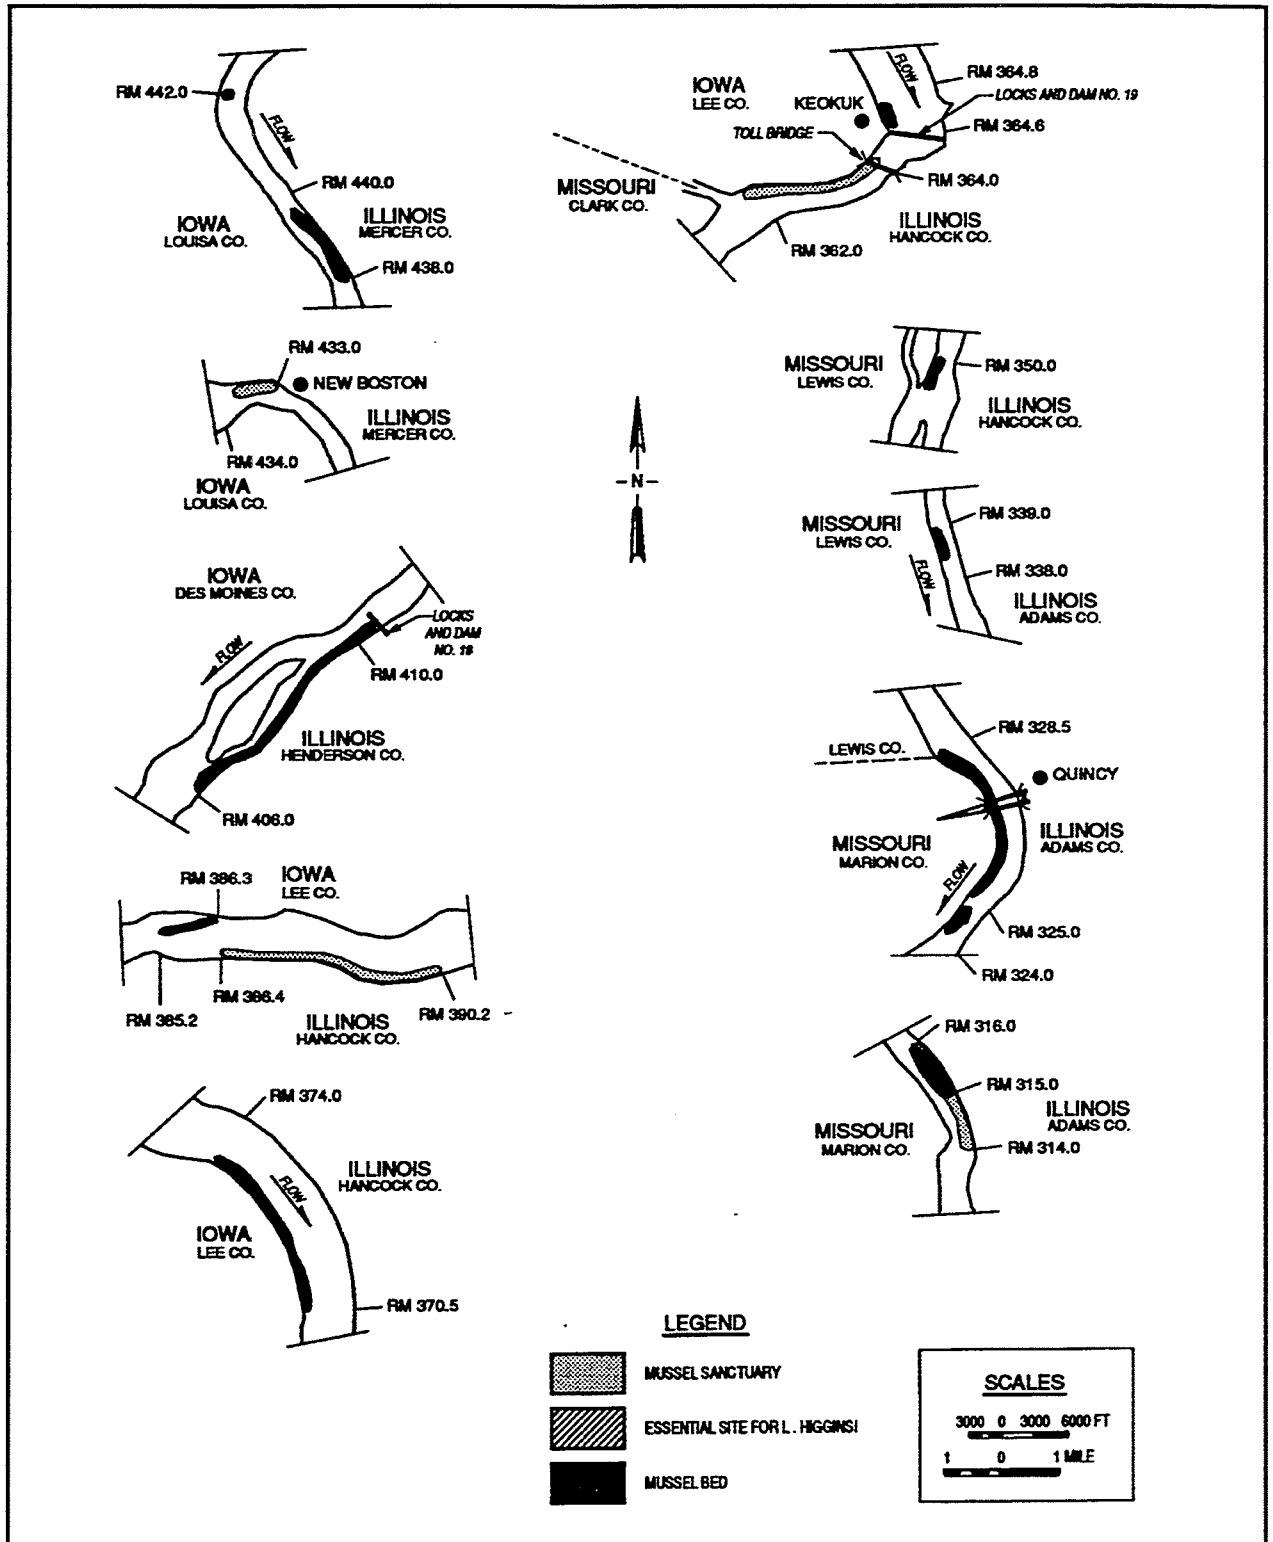 RM 442.0
FLOW
RM 440.0
IOWA
LOUISA CO.
ILLINOIS
MERCER CO.
RM 438.0
RM 433.0
NEW BOSTON
ILLINOIS
MERCER CO.
RM 434.0
IOWA
LOUISA CO.
IOWA
DES MOINES CO.
FLOW
LOCKS
AND DAM
NO. 18
RM 410.0
ILLINOIS
HENDERSON CO.
RM 406.0
IOWA
LEE CO.
RM 386.3
RM 386.4
RM 385.2
RM 390.2
ILLINOIS
HANCOCK CO.
RM 374.0
ILLINOIS
HANCOCK CO.
FLOW
IOWA
LEE CO.
RM 370.5
N
IOWA
LEE CO.
FLOW
RM 364.8
KEOKUK
LOCKS AND DAM NO. 19
RM 364.6
TOLL BRIDGE
RM 364.0
MISSOURI
CLARK CO.
ILLINOIS
HANCOCK CO.
RM 362.0
MISSOURI
LEWIS CO.
RM 350.0
ILLINOIS
HANCOCK CO.
MISSOURI
LEWIS CO.
RM 339.0
FLOW
RM 338.0
ILLINOIS
ADAMS CO.
RM 328.5
LEWIS CO.
QUINCY
MISSOURI
MARION CO.
ILLINOIS
ADAMS CO.
FLOW
RM 325.0
RM 324.0
RM 316.0
RM 315.0
ILLINOIS
ADAMS CO.
MISSOURI
MARION CO.
RM 314.0
LEGEND
MUSSEL SANCTUARY
ESSENTIAL SITE FOR L. HIGGINSI
MUSSEL BED
SCALES
3000 0 3000 6000 FT
1 0 1 MILE